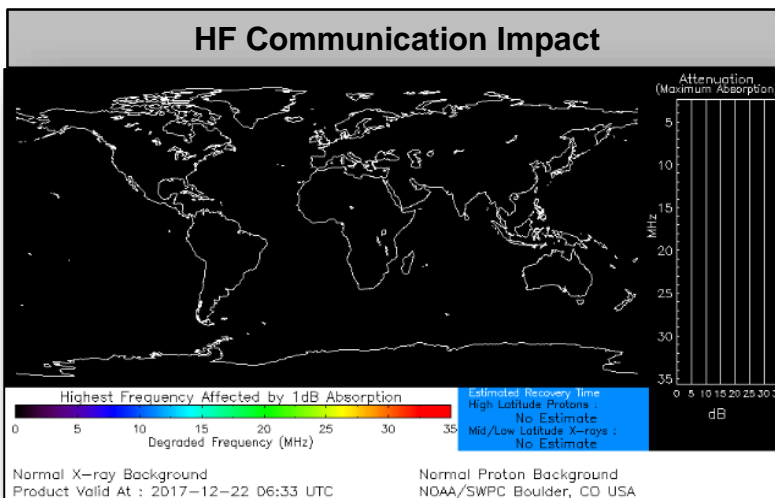 HF Communication Impact
Attenuation
(Maximum Absorption)
5
10
15
20
25
30
35
MHz
0 5 10 15 20 25 30
dB
Highest Frequency Affected by 1dB Absorption
0 5 10 15 20 25 30 35
Degraded Frequency (MHz)
Estimated Recovery Time
High Latitude Protons :
No Estimate
Mid/Low Latitude X-rays :
No Estimate
Normal X-ray Background
Product Valid At : 2017-12-22 06:33 UTC
Normal Proton Background
NOAA/SWPC Boulder, CO USA